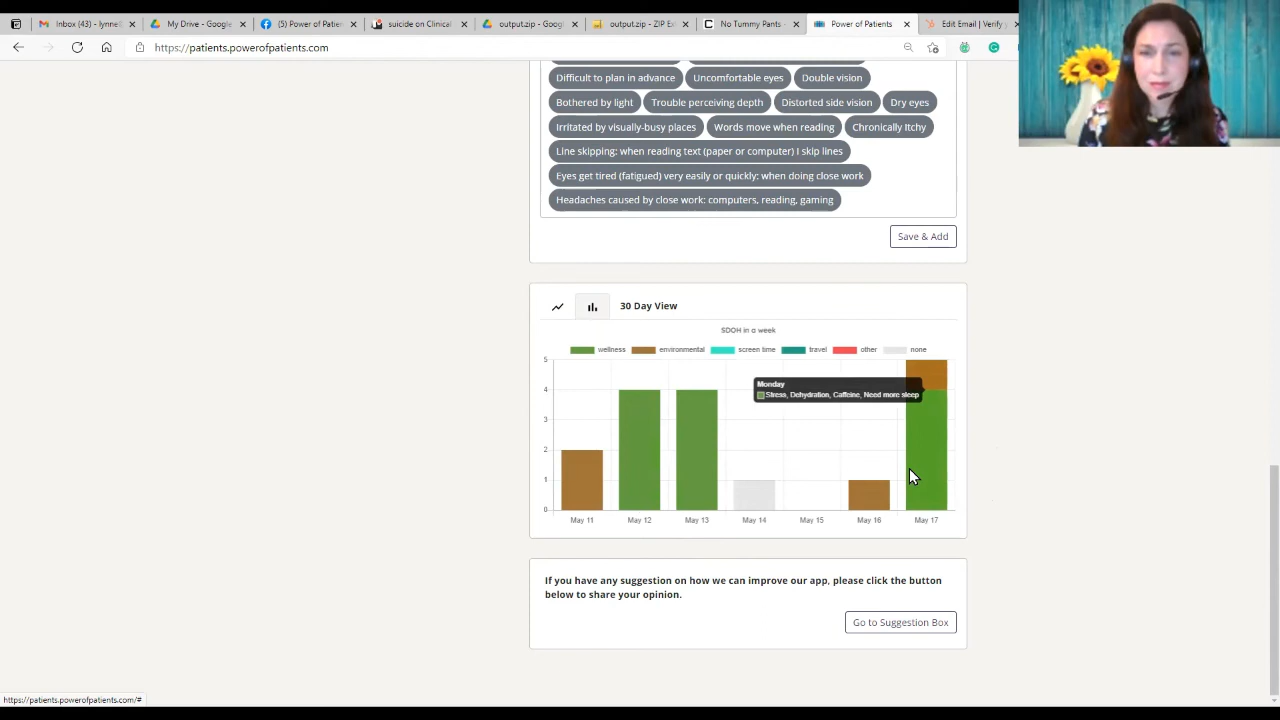 Inbox (43) - lynne@
My Drive - Google
(5) Power of Patien
suicide on Clinical
output.zip - Goog
output.zip - ZIP Ex
No Tummy Pants -
Power of Patients
Edit Email | Verify y
https://patients.powerofpatients.com
Difficult to plan in advance Uncomfortable eyes Double vision
Bothered by light Trouble perceiving depth Distorted side vision Dry eyes
Irritated by visually-busy places Words move when reading Chronically Itchy
Line skipping: when reading text (paper or computer) I skip lines
Eyes get tired (fatigued) very easily or quickly: when doing close work
Headaches caused by close work: computers, reading, gaming
Save & Add
30 Day View
SDOH in a week
wellness environmental screen time travel other none
5
4
3
2
1
0
Monday
Stress, Dehydration, Caffeine, Need more sleep
May 11 May 12 May 13 May 14 May 15 May 16 May 17
If you have any suggestion on how we can improve our app, please click the button
below to share your opinion.
Go to Suggestion Box
https://patients.powerofpatients.com/#